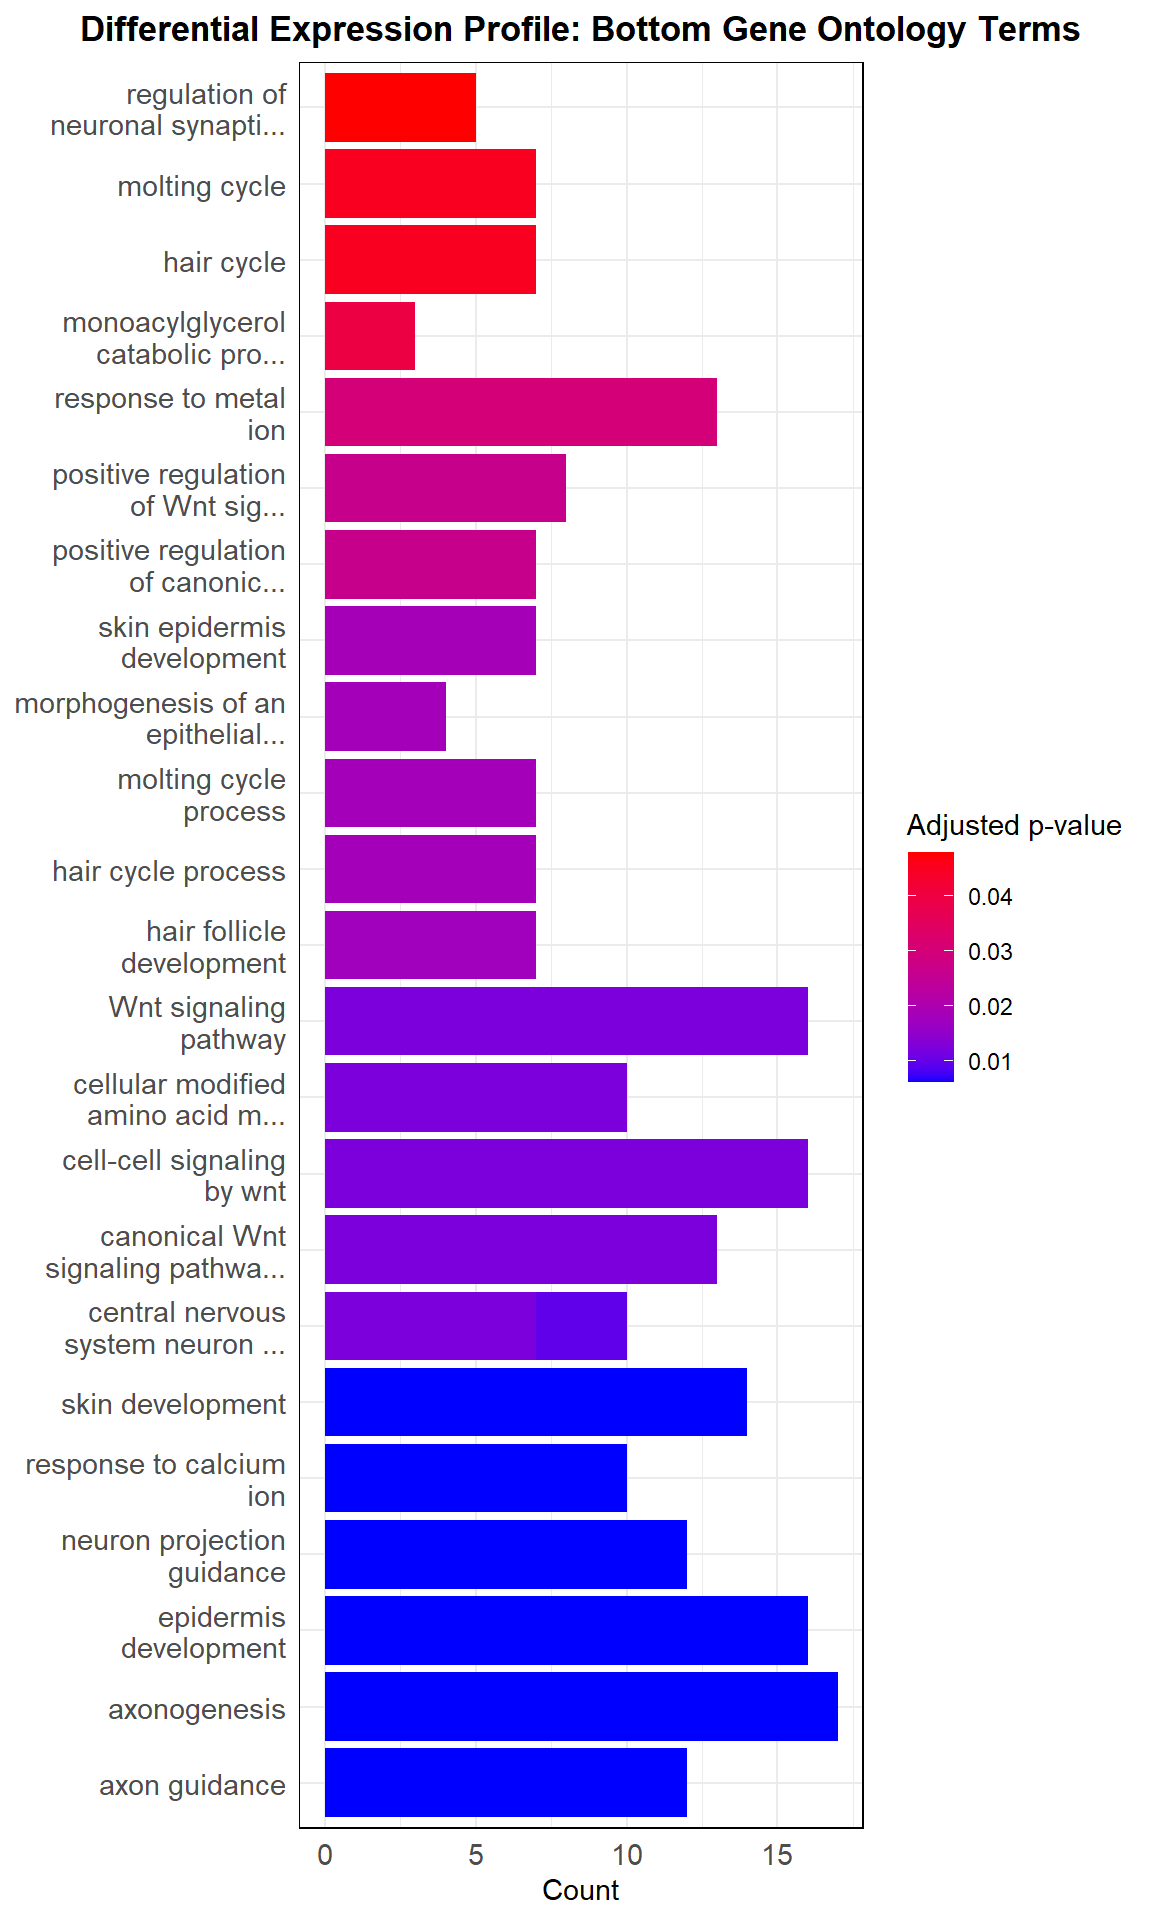 Differential Expression Profile: Bottom Gene Ontology Terms
regulation of
neuronal synapti...
molting cycle
hair cycle
monoacylglycerol
catabolic pro...
response to metal
ion
positive regulation
of Wnt sig...
positive regulation
of canonic...
skin epidermis
development
morphogenesis of an
epithelial...
molting cycle
process
hair cycle process
hair follicle
development
Wnt signaling
pathway
cellular modified
amino acid m...
cell-cell signaling
by wnt
canonical Wnt
signaling pathwa...
central nervous
system neuron ...
skin development
response to calcium
ion
neuron projection
guidance
epidermis
development
axonogenesis
axon guidance
0 5 10 15
Count
Adjusted p-value
0.04
0.03
0.02
0.01